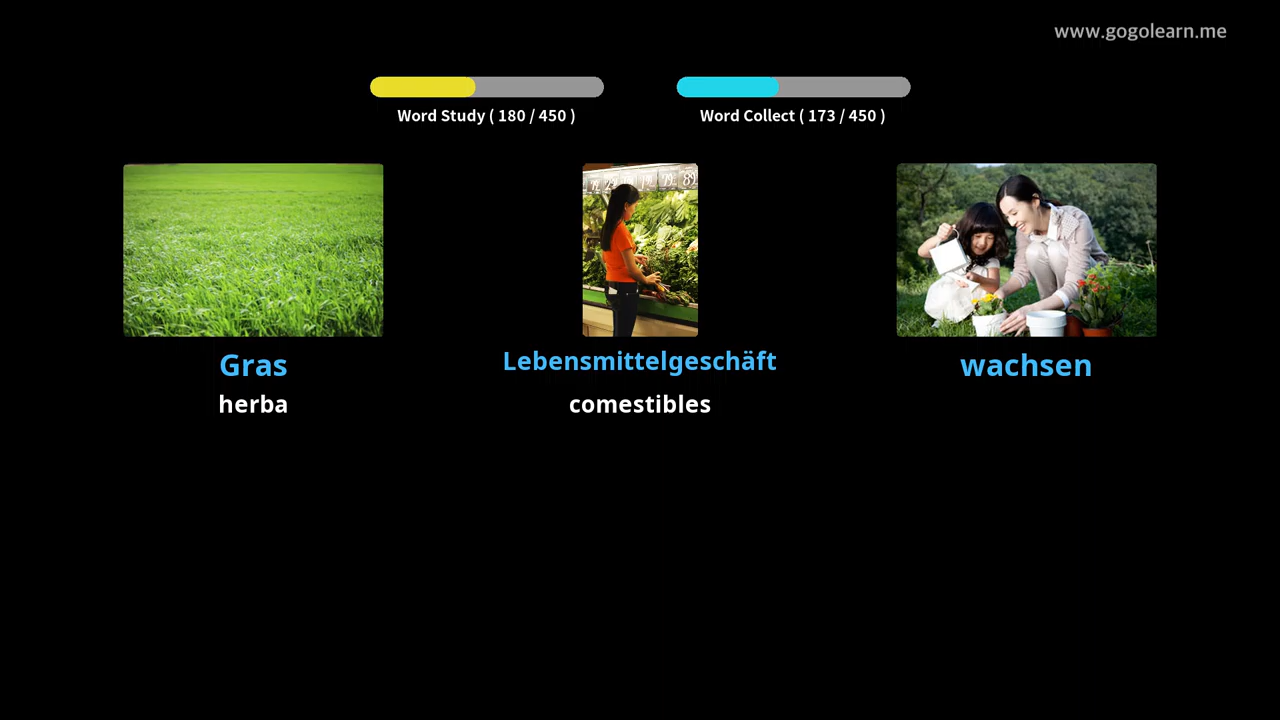 www.gogolearn.me
Word Study ( 180 / 450 )
Word Collect ( 173 / 450 )
Gras
Lebensmittelgeschäft
wachsen
herba
comestibles